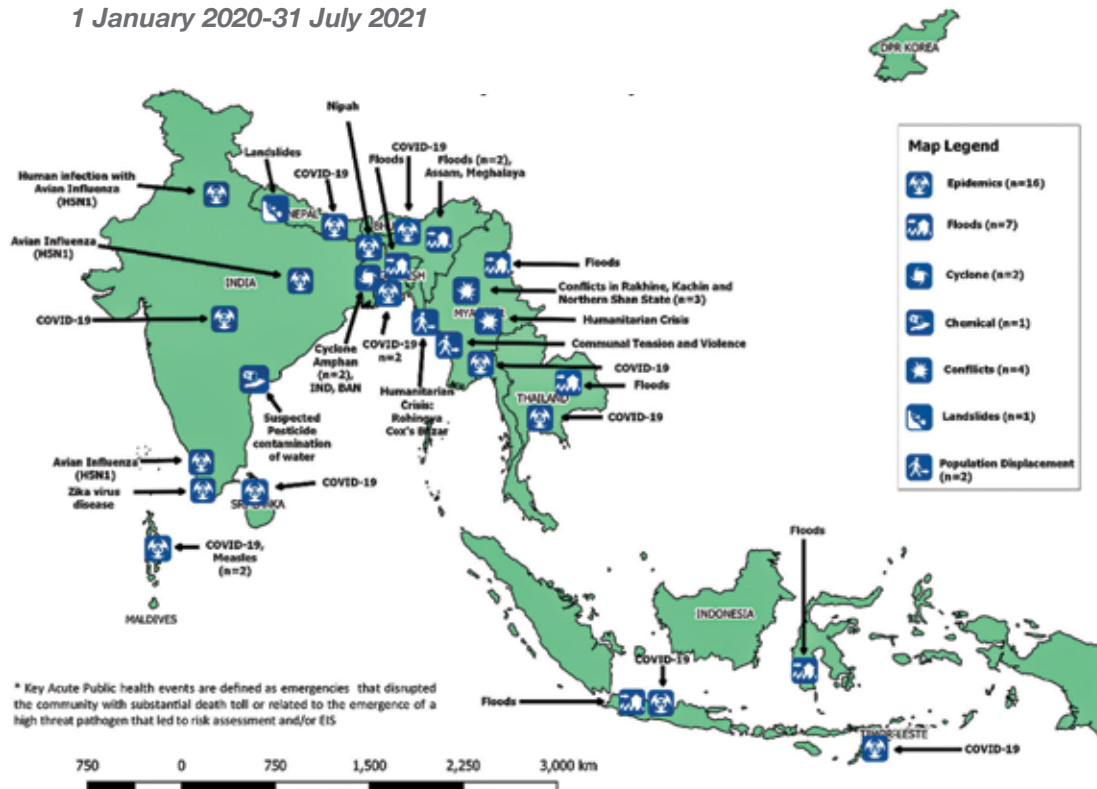 1 January 2020-31 July 2021
DPR KOREA
Nipah
COVID-19
Floods
Landslides
COVID-19
Floods (n=2),
Assam, Meghalaya
Human infection with
Avian Influenza
(H5N1)
NEPAL
Avian Influenza
(H5N1)
INDIA
Floods
Conflicts in Rakhine, Kachin and
Northern Shan State (n=3)
Humanitarian Crisis
Communal Tension and Violence
COVID-19
COVID-19
n=2
Cyclone
Amphan
(n=2),
IND, BAN
Humanitarian
Crisis:
Rohingya
Cox's Bazar
COVID-19
Floods
THAILAND
COVID-19
Suspected
Pesticide
contamination
of water
Avian Influenza
(H5N1)
Zika virus
disease
COVID-19
SRI LANKA
COVID-19,
Measles
(n=2)
MALDIVES
Map Legend
Epidemics (n=16)
Floods (n=7)
Cyclone (n=2)
Chemical (n=1)
Conflicts (n=4)
Landslides (n=1)
Population Displacement
(n=2)
Floods
INDONESIA
COVID-19
Floods
TIMOR-LESTE
COVID-19
* Key Acute Public health events are defined as emergencies that disrupted
the community with substantial death toll or related to the emergence of a
high threat pathogen that led to risk assessment and/or EIS
750 0 750 1,500 2,250 3,000 km